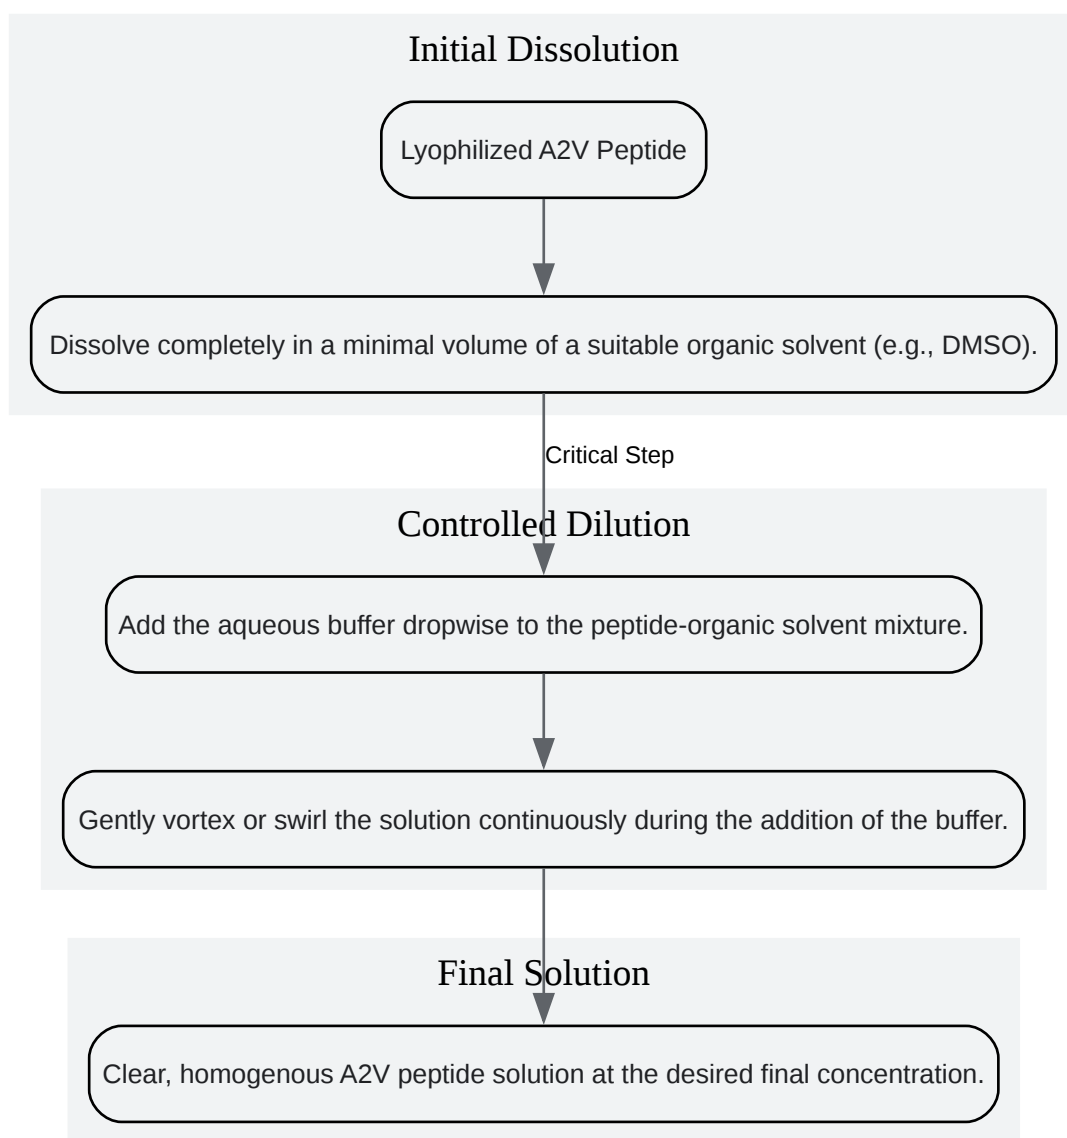 Initial Dissolution
Lyophilized A2V Peptide
Dissolve completely in a minimal volume of a suitable organic solvent (e.g., DMSO).
Critical Step
Controlled Dilution
Add the aqueous buffer dropwise to the peptide-organic solvent mixture.
Gently vortex or swirl the solution continuously during the addition of the buffer.
Final Solution
Clear, homogenous A2V peptide solution at the desired final concentration.